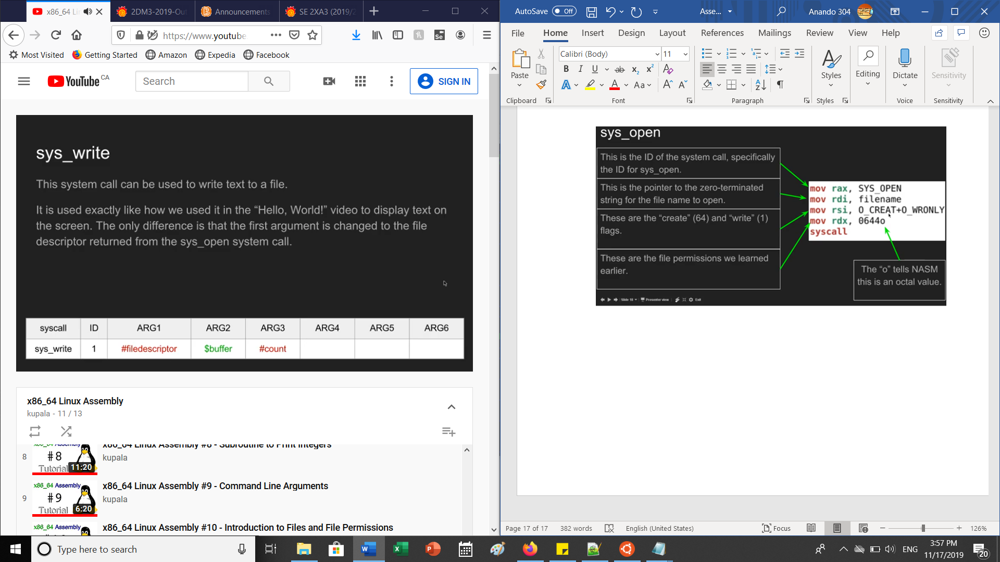 x86_64 Li
2DM3-2019-Out
Announcements
SE 2XA3 (2019/2
https://www.youtube
Most Visited
Getting Started
Amazon
Expedia
Facebook
YouTube CA
Search
SIGN IN
sys_write
This system call can be used to write text to a file.
It is used exactly like how we used it in the “Hello, World!” video to display text on
the screen. The only difference is that the first argument is changed to the file
descriptor returned from the sys_open system call.
syscall ID ARG1 ARG2 ARG3 ARG4 ARG5 ARG6
sys_write 1 #filedescriptor $buffer #count
x86_64 Linux Assembly
kupala - 11 / 13
8
x86_64 Assembly
#8
Tutorial
11:20
x86_64 Linux Assembly #8 - Subroutine to Print Integers
kupala
9
x86_64 Assembly
#9
Tutorial
6:20
x86_64 Linux Assembly #9 - Command Line Arguments
kupala
x86_64 Assembly
x86_64 Linux Assembly #10 - Introduction to Files and File Permissions
AutoSave Off
Asse...
Anando 304
File Home Insert Design Layout References Mailings Review View Help
Paste
Clipboard
Calibri (Body) 11
Font
Paragraph
Styles
Styles
Editing
Dictate
Voice
Sensitivity
Sensitivity
sys_open
This is the ID of the system call, specifically
the ID for sys_open.
This is the pointer to the zero-terminated
string for the file name to open.
These are the “create” (64) and “write” (1)
flags.
These are the file permissions we learned
earlier.
mov rax, SYS_OPEN
mov rdi, filename
mov rsi, O_CREAT+O_WRONLY
mov rdx, 0644o
syscall
The “o” tells NASM
this is an octal value.
Slide 18
Presenter view
Exit
Page 17 of 17
382 words
English (United States)
Focus
126%
Type here to search
ENG
3:57 PM
11/17/2019
20